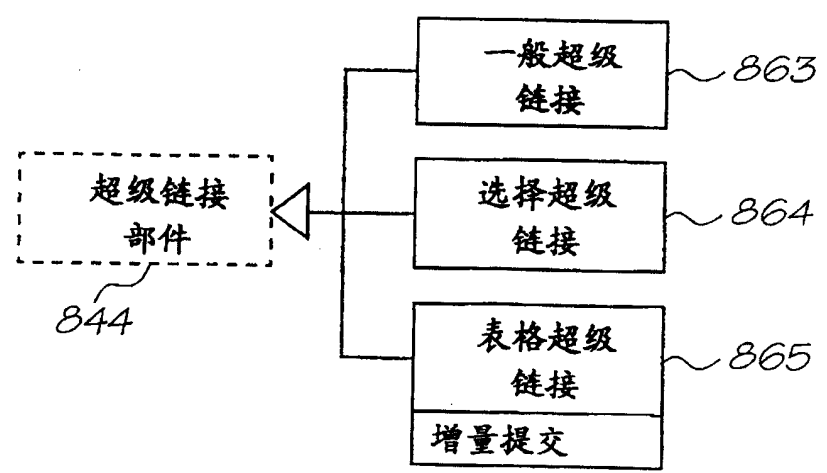 一般超级
链接
863
超级链接
部件
844
选择超级
链接
864
表格超级
链接
865
增量提交